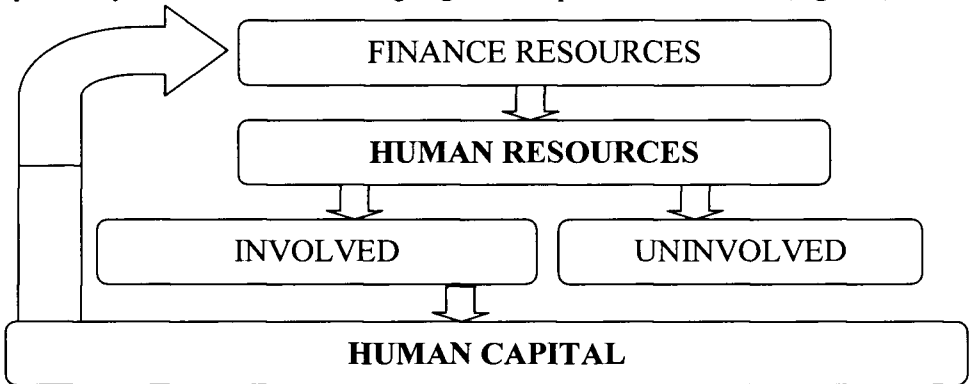 FINANCE RESOURCES
HUMAN RESOURCES
INVOLVED
UNINVOLVED
HUMAN CAPITAL